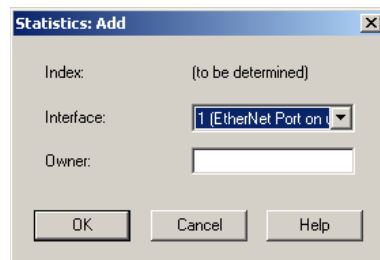 Statistics: Add
Index: (to be determined)
Interface: 1 (EtherNet Port on
Owner:
OK Cancel Help